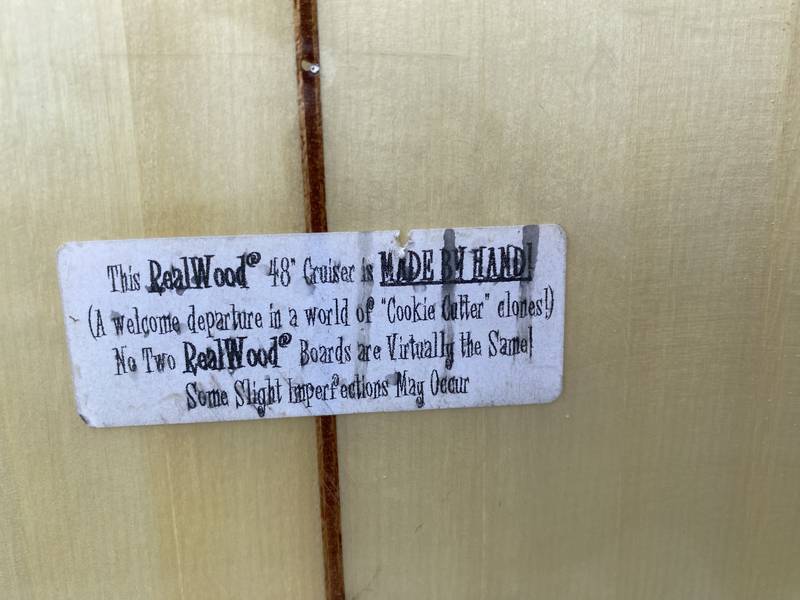 This RealWood® 48" Cruiser is MADE BY HAND!
(A welcome departure in a world of "Cookie Cutter" clones!)
No Two RealWood® Boards are Virtually the Same!
Some Slight Imperfections May Occur